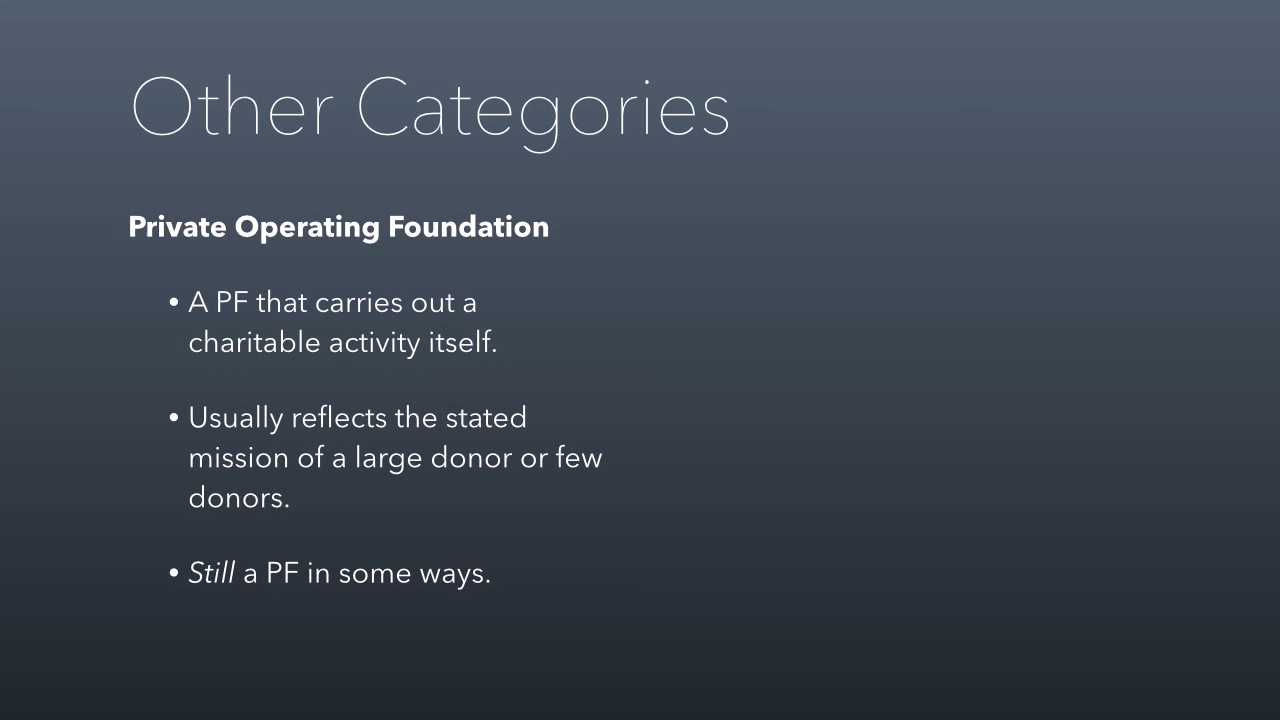 Other Categories
Private Operating Foundation
• A PF that carries out a
charitable activity itself.
• Usually reflects the stated
mission of a large donor or few
donors.
• Still a PF in some ways.